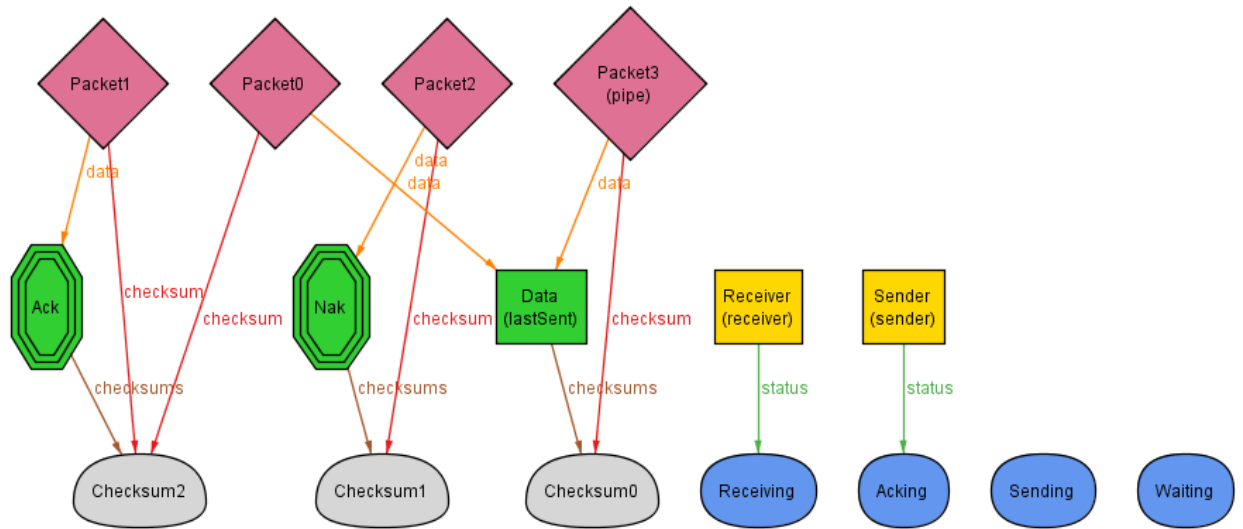 Packet1
Packet0
Packet2
Packet3
(pipe)
data
data
data
data
Ack
Nak
Data
(lastSent)
Receiver
(receiver)
Sender
(sender)
checksum
checksum
checksum
checksum
checksums
checksums
checksums
status
status
Checksum2
Checksum1
Checksum0
Receiving
Acking
Sending
Waiting